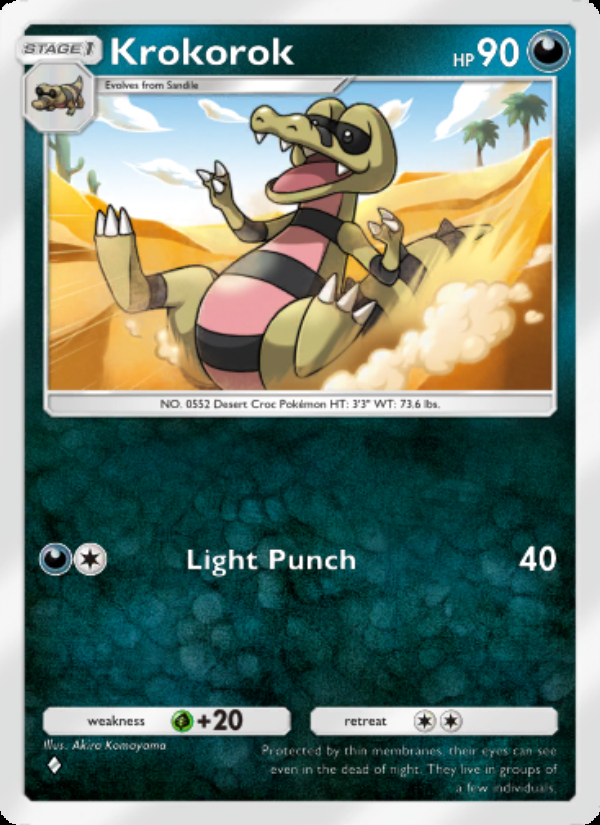 STAGE 1
Krokorok
HP 90
Evolves from Sandile
NO. 0552 Desert Croc Pokémon HT: 3'3" WT: 73.6 lbs.
Light Punch 40
weakness +20 retreat
Illus. Akira Komayama
Protected by thin membranes, their eyes can see
even in the dead of night. They live in groups of
a few individuals.